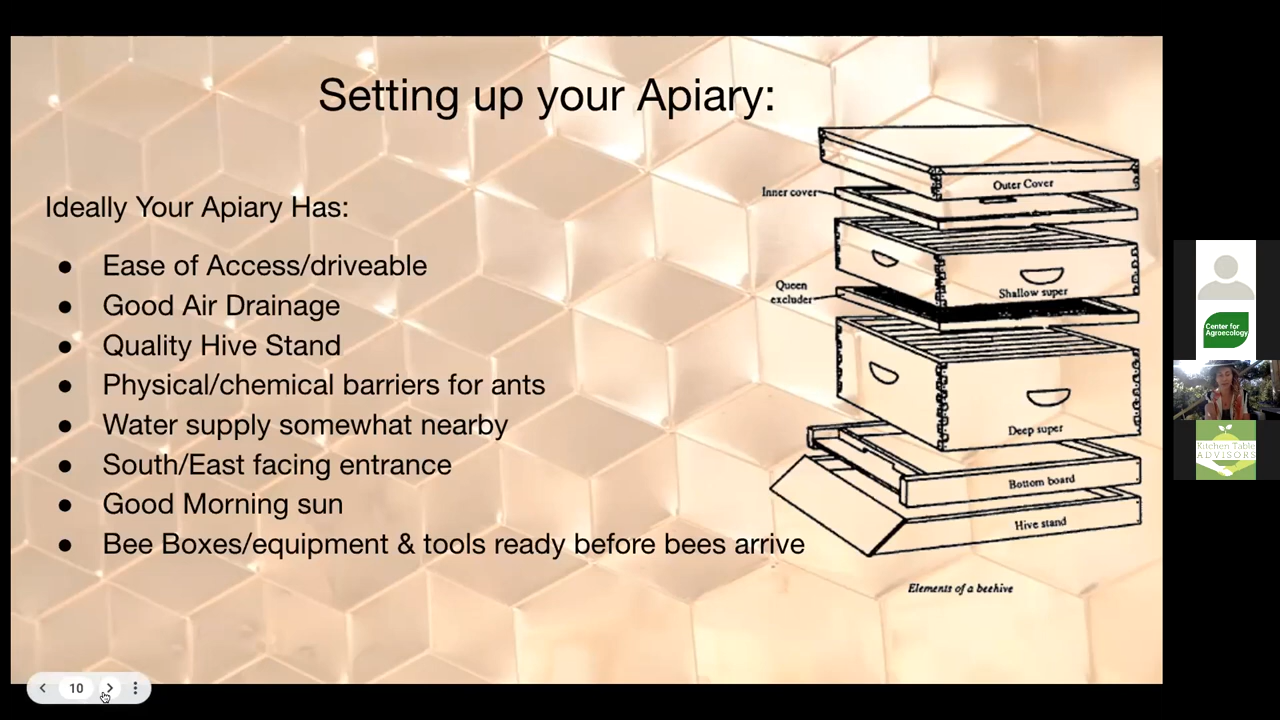 Setting up your Apiary:
Ideally Your Apiary Has:
● Ease of Access/driveable
● Good Air Drainage
● Quality Hive Stand
● Physical/chemical barriers for ants
● Water supply somewhat nearby
● South/East facing entrance
● Good Morning sun
● Bee Boxes/equipment & tools ready before bees arrive
Outer Cover
Inner cover
Shallow super
Queen
excluder
Deep super
Bottom board
Hive stand
Elements of a beehive
10
Center for
Agroecology
Kitchen Table
ADVISORS